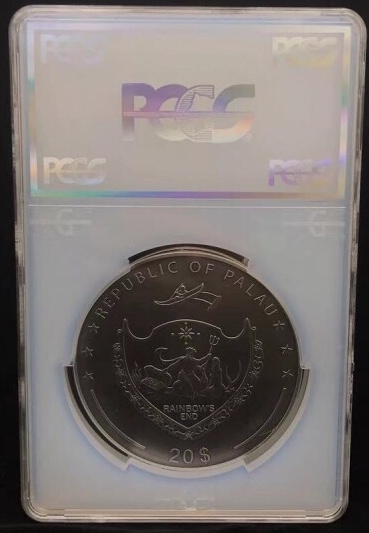 PCGS
PCGS
PCGS
PCGS
PCGS
REPUBLIC OF PALAU
RAINBOW'S
END
20 $